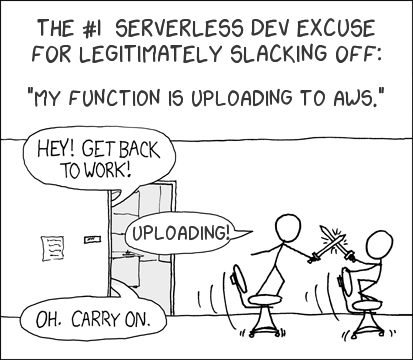 THE #1 SERVERLESS DEV EXCUSE
FOR LEGITIMATELY SLACKING OFF:
"MY FUNCTION IS UPLOADING TO AWS."
HEY! GET BACK
TO WORK!
UPLOADING!
OH. CARRY ON.